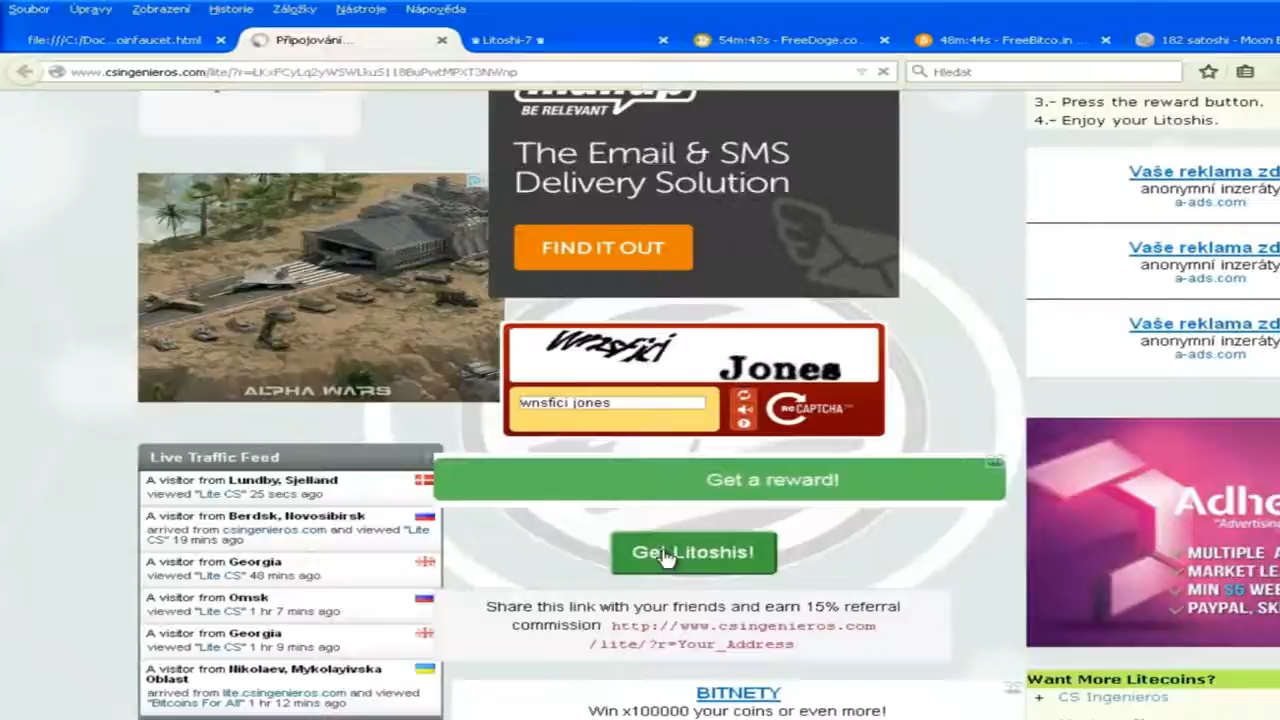 Soubor Úpravy Zobrazení Historie Záložky Nástroje Nápověda
file:///C:/Doc...oinfaucet.html
Připojování...
Litoshi-7
54m:43s - FreeDoge.co...
48m:44s - FreeBitco.in ...
182 satoshi - Moon B
Hledat
BE RELEVANT
The Email & SMS
Delivery Solution
FIND IT OUT
3.- Press the reward button.
4.- Enjoy your Litoshis.
Vaše reklama zd
anonymní inzeráty
a-ads.com
Vaše reklama zd
anonymní inzeráty
a-ads.com
Vaše reklama zd
anonymní inzeráty
a-ads.com
ALPHA WARS
Jones
wnsfici jones
reCAPTCHA™
Get a reward!
Get Litoshis!
Share this link with your friends and earn 15% referral
commission http://www.csingenieros.com
/lite/?r=Your_Address
BITNETY
Win x100000 your coins or even more!
Live Traffic Feed
A visitor from Lundby, Sjelland
viewed "Lite CS" 25 secs ago
A visitor from Berdsk, Novosibirsk
arrived from csingenieros.com and viewed "Lite
CS" 19 mins ago
A visitor from Georgia
viewed "Lite CS" 48 mins ago
A visitor from Omsk
viewed "Lite CS" 1 hr 7 mins ago
A visitor from Georgia
viewed "Lite CS" 1 hr 9 mins ago
A visitor from Nikolaev, Mykolayivska
Oblast
arrived from lite.csingenieros.com and viewed
"Bitcoins For All" 1 hr 12 mins ago
Adhe
"Advertising
MULTIPLE A
MARKET LE
MIN $5 WE
PAYPAL, SK
Want More Litecoins?
+ CS Ingenieros